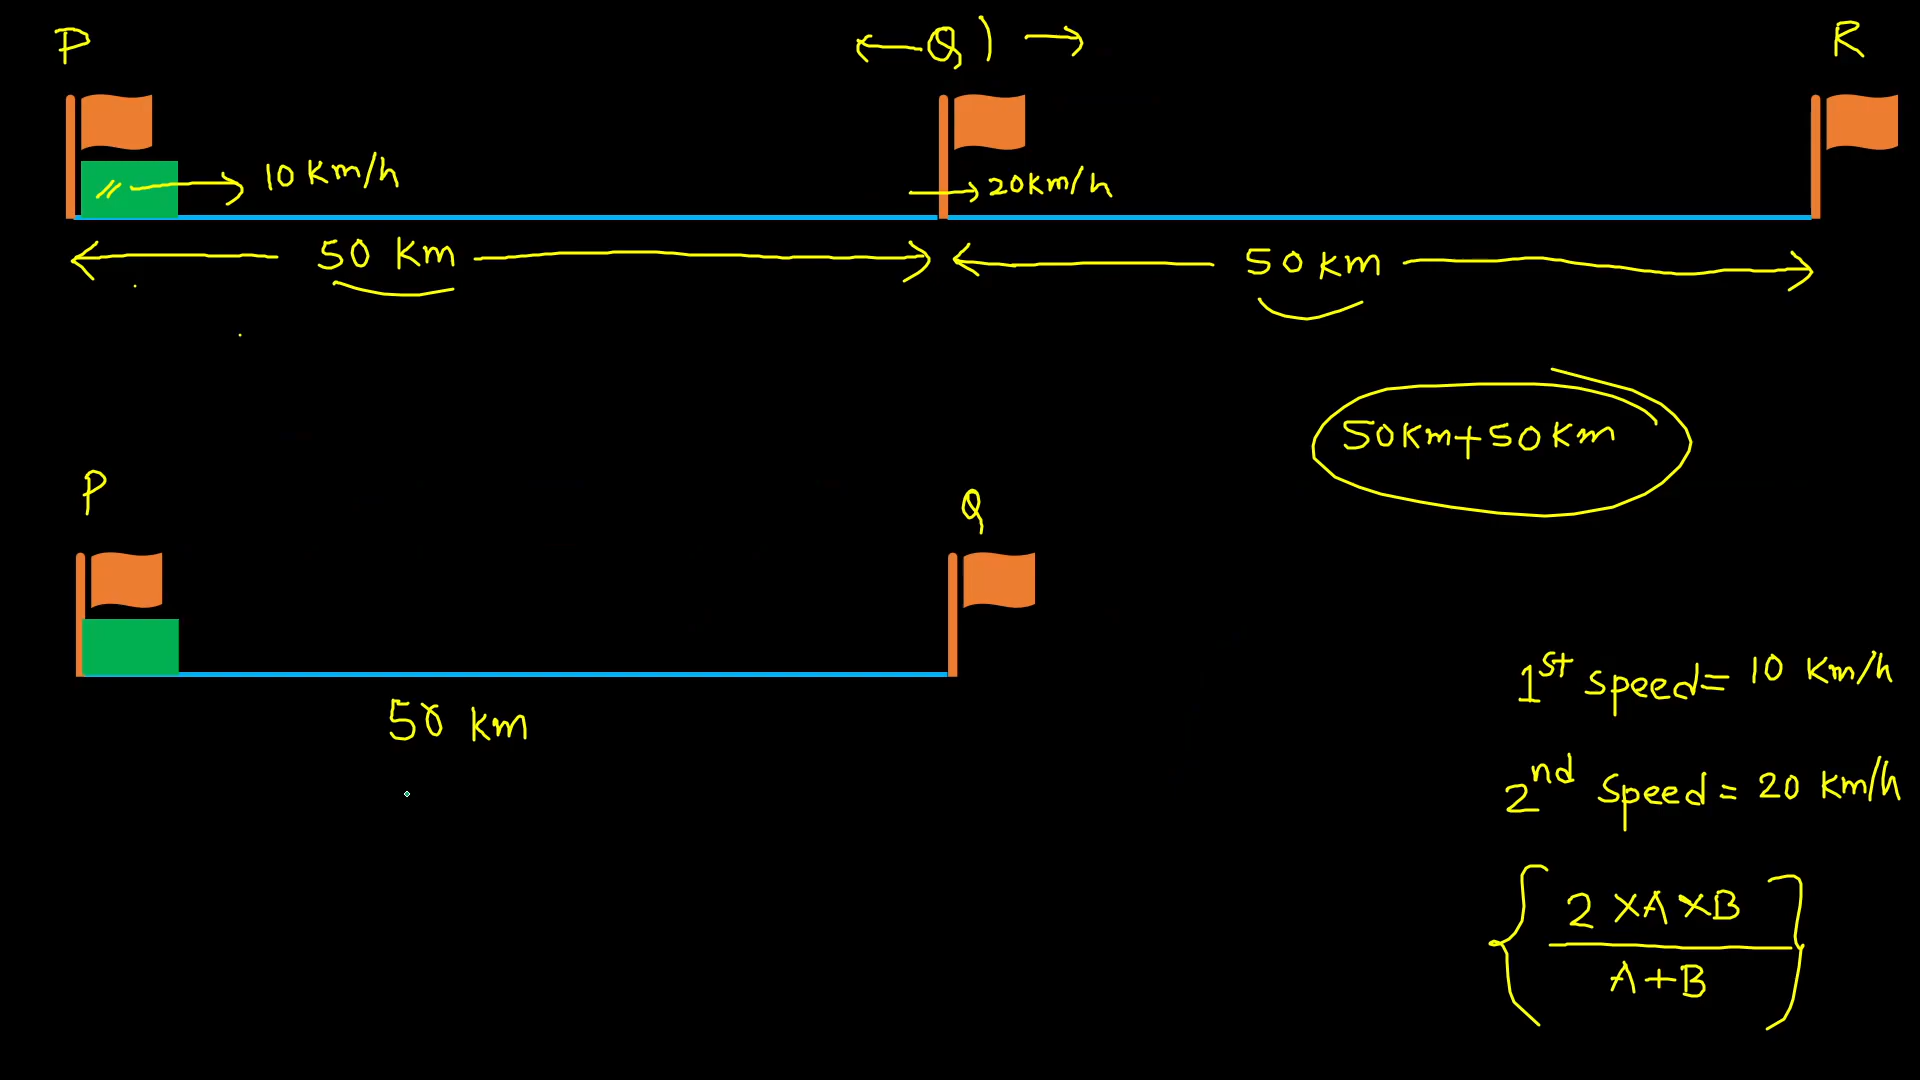 P ← Q ) → R
10 Km/h
20Km/h
50 Km
50 km
50Km+50Km
P
Q
50 km
1st speed= 10 Km/h
2nd speed= 20 Km/h
{ 2 ×A ×B }
A+B